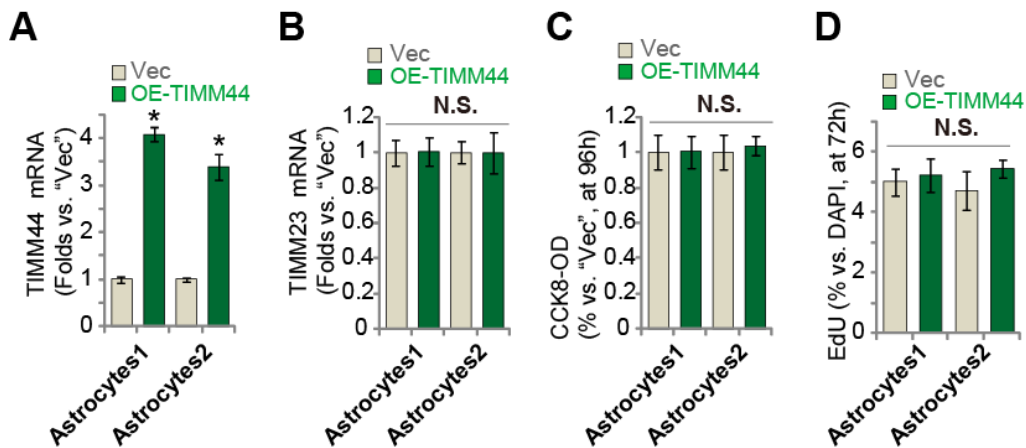 A
Vec
OE-TIMM44
TIMM44 mRNA
(Folds vs. “Vec”)
4
3
2
1
0
*
*
Astrocytes1
Astrocytes2
B
Vec
OE-TIMM44
N.S.
TIMM23 mRNA
(Folds vs. “Vec”)
1.2
1
0.8
0.6
0.4
0.2
0
Astrocytes1
Astrocytes2
C
Vec
OE-TIMM44
N.S.
CCK8-OD
(% vs. “Vec”, at 96h)
1.2
1
0.8
0.6
0.4
0.2
0
Astrocytes1
Astrocytes2
D
Vec
OE-TIMM44
N.S.
EdU (% vs. DAPI, at 72h)
8
6
4
2
0
Astrocytes1
Astrocytes2